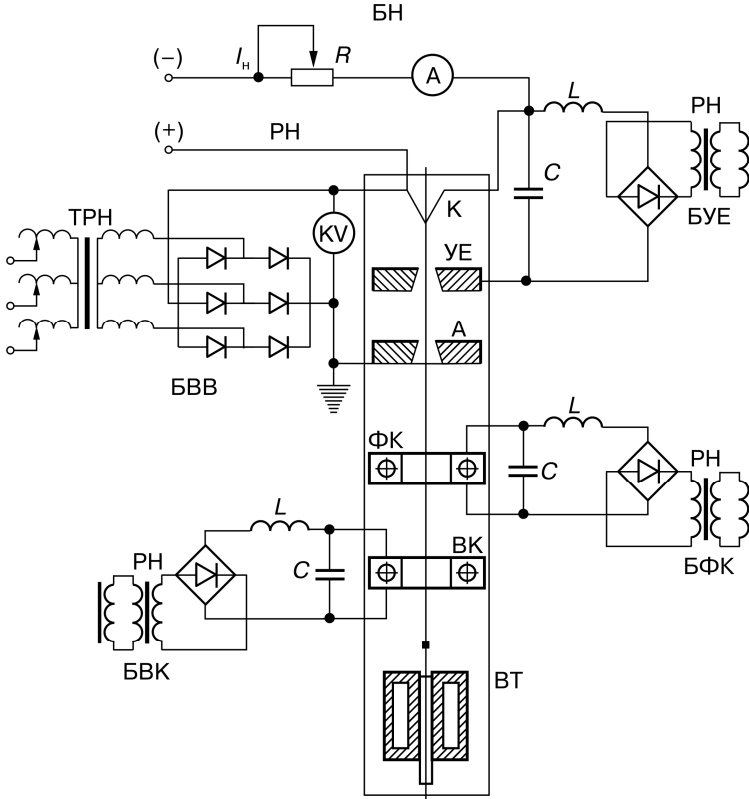 БН
(−)
Iн
R
А
(+)
РН
L
РН
C
БУЕ
К
KV
УЕ
ТРН
А
БВВ
ФК
L
C
РН
БФК
L
ВК
C
РН
БВК
ВТ